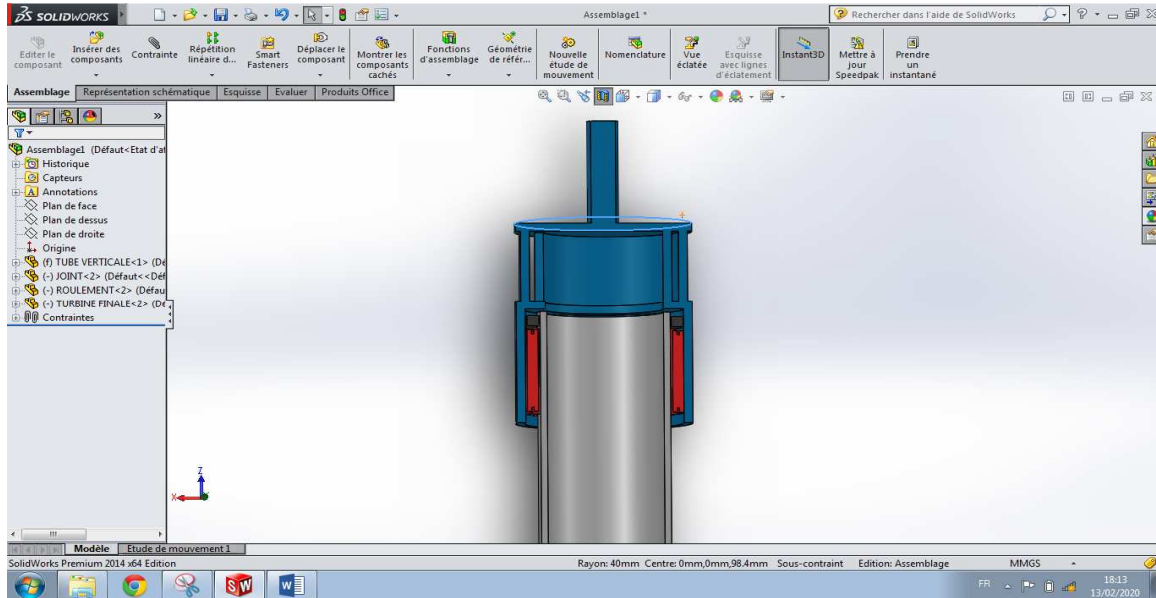 SOLIDWORKS
Assemblage1 *
Rechercher dans l'aide de SolidWorks
Editer le composant
Insérer des composants
Contrainte
Répétition linéaire d...
Smart Fasteners
Déplacer le composant
Montrer les composants cachés
Fonctions d'assemblage
Géométrie de référ...
Nouvelle étude de mouvement
Nomenclature
Vue éclatée
Esquisse avec lignes d'éclatement
Instant3D
Mettre à jour Speedpak
Prendre un instantané
Assemblage
Représentation schématique
Esquisse
Evaluer
Produits Office
Assemblage1 (Défaut<Etat d'af
Historique
Capteurs
Annotations
Plan de face
Plan de dessus
Plan de droite
Origine
(f) TUBE VERTICALE<1> (Dé
(-) JOINT<2> (Défaut<<Déf
(-) ROULEMENT<2> (Défau
(-) TURBINE FINALE<2> (Dé
Contraintes
Z
X
Modèle
Etude de mouvement 1
SolidWorks Premium 2014 x64 Edition
Rayon: 40mm Centre: 0mm,0mm,98.4mm
Sous-contraint
Edition: Assemblage
MMGS
FR
18:13
13/02/2020